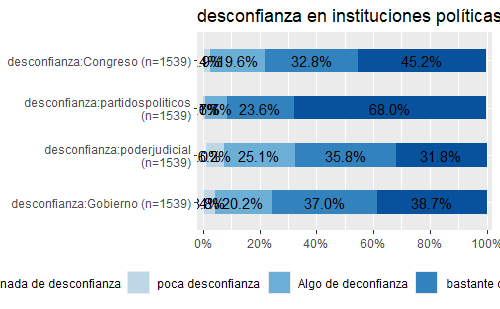 desconfianza en instituciones políticas
desconfianza:Congreso (n=1539)
19.6% 32.8% 45.2%
desconfianza:partidospoliticos
(n=1539)
23.6% 68.0%
desconfianza:poderjudicial
(n=1539)
25.1% 35.8% 31.8%
desconfianza:Gobierno (n=1539)
20.2% 37.0% 38.7%
0% 20% 40% 60% 80% 100%
nada de desconfianza poca desconfianza Algo de deconfianza bastante